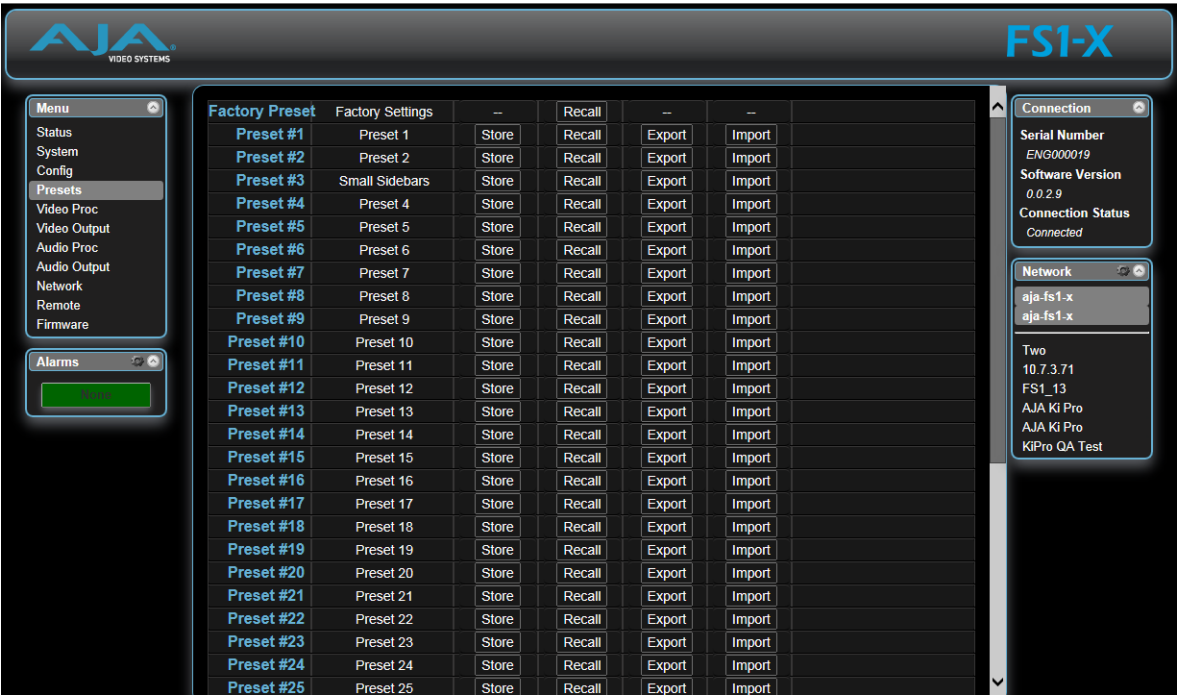 AJA
VIDEO SYSTEMS
FS1-X
Menu
Status
System
Config
Presets
Video Proc
Video Output
Audio Proc
Audio Output
Network
Remote
Firmware
Alarms
None
Factory Preset Factory Settings -- Recall -- --
Preset #1 Preset 1 Store Recall Export Import
Preset #2 Preset 2 Store Recall Export Import
Preset #3 Small Sidebars Store Recall Export Import
Preset #4 Preset 4 Store Recall Export Import
Preset #5 Preset 5 Store Recall Export Import
Preset #6 Preset 6 Store Recall Export Import
Preset #7 Preset 7 Store Recall Export Import
Preset #8 Preset 8 Store Recall Export Import
Preset #9 Preset 9 Store Recall Export Import
Preset #10 Preset 10 Store Recall Export Import
Preset #11 Preset 11 Store Recall Export Import
Preset #12 Preset 12 Store Recall Export Import
Preset #13 Preset 13 Store Recall Export Import
Preset #14 Preset 14 Store Recall Export Import
Preset #15 Preset 15 Store Recall Export Import
Preset #16 Preset 16 Store Recall Export Import
Preset #17 Preset 17 Store Recall Export Import
Preset #18 Preset 18 Store Recall Export Import
Preset #19 Preset 19 Store Recall Export Import
Preset #20 Preset 20 Store Recall Export Import
Preset #21 Preset 21 Store Recall Export Import
Preset #22 Preset 22 Store Recall Export Import
Preset #23 Preset 23 Store Recall Export Import
Preset #24 Preset 24 Store Recall Export Import
Preset #25 Preset 25 Store Recall Export Import
Connection
Serial Number
ENG000019
Software Version
0.0.2.9
Connection Status
Connected
Network
aja-fs1-x
aja-fs1-x
Two
10.7.3.71
FS1_13
AJA Ki Pro
AJA Ki Pro
KiPro QA Test